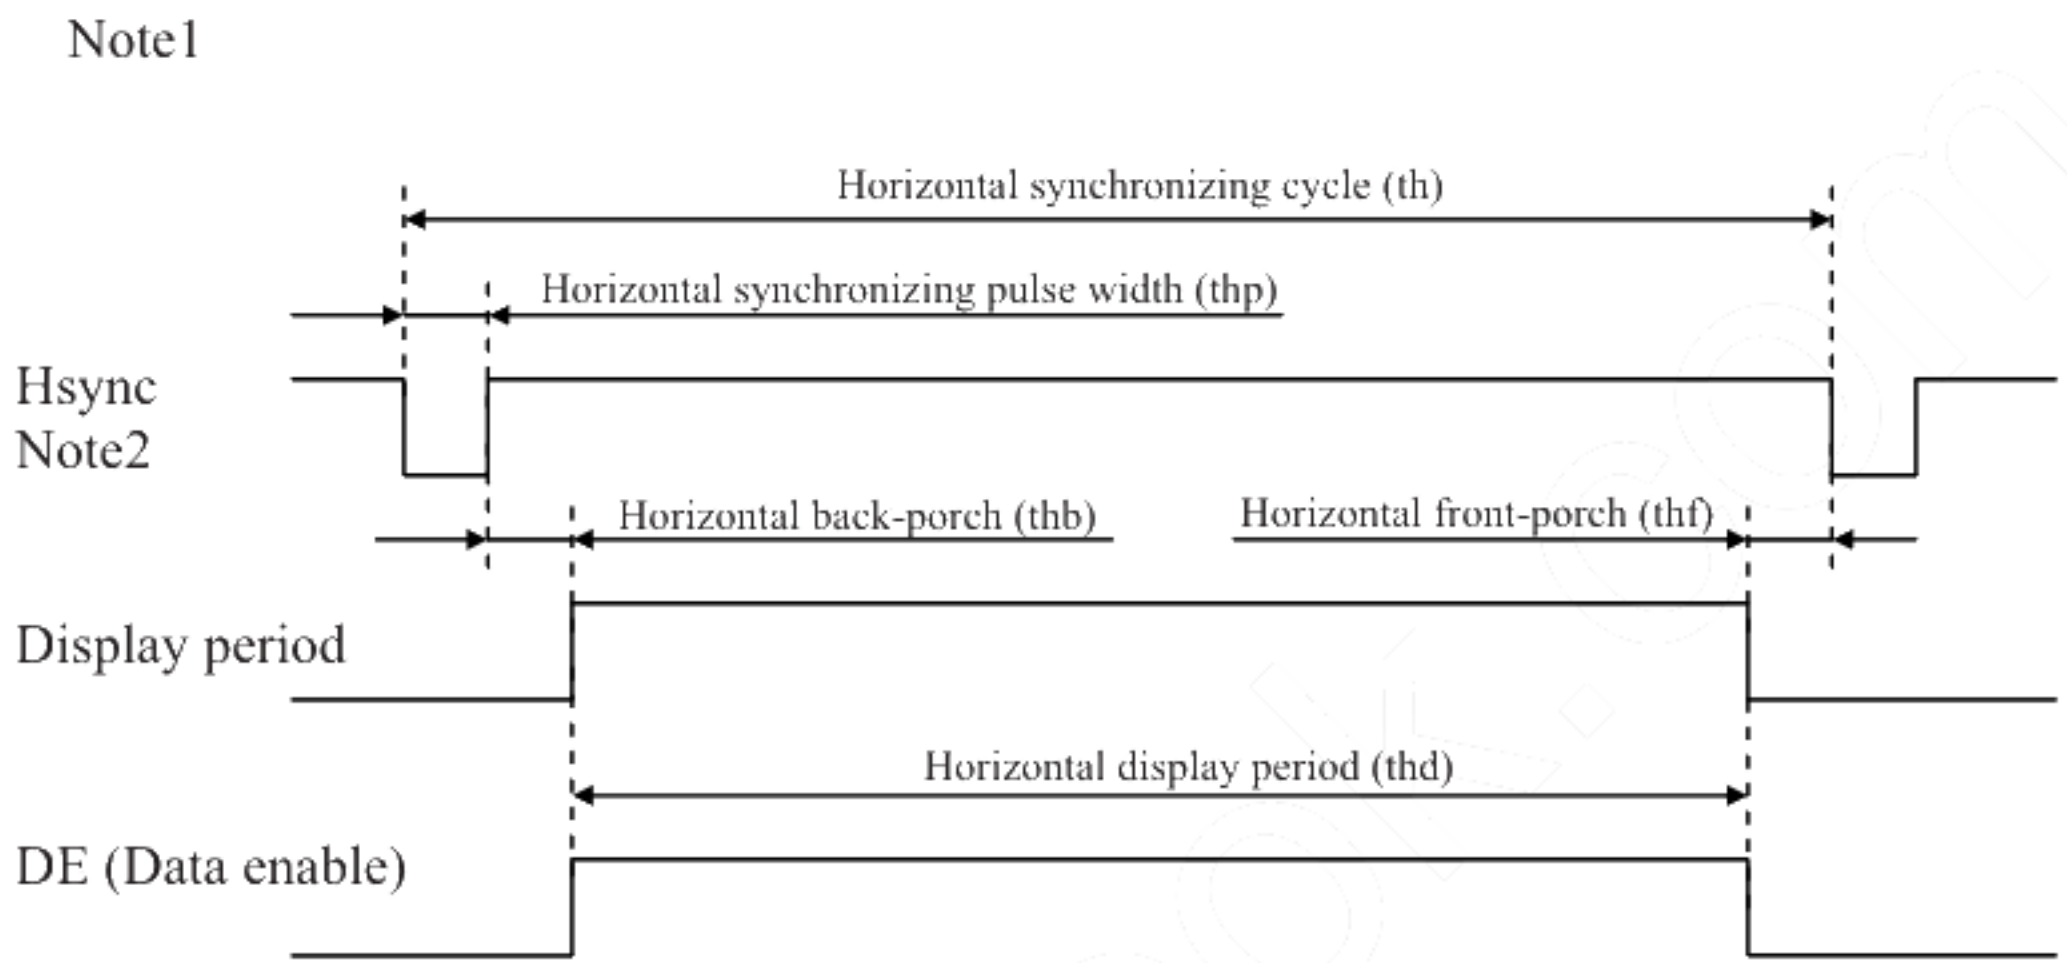 Note1
Horizontal synchronizing cycle (th)
Horizontal synchronizing pulse width (thp)
Hsync
Note2
Horizontal back-porch (thb)
Horizontal front-porch (thf)
Display period
Horizontal display period (thd)
DE (Data enable)